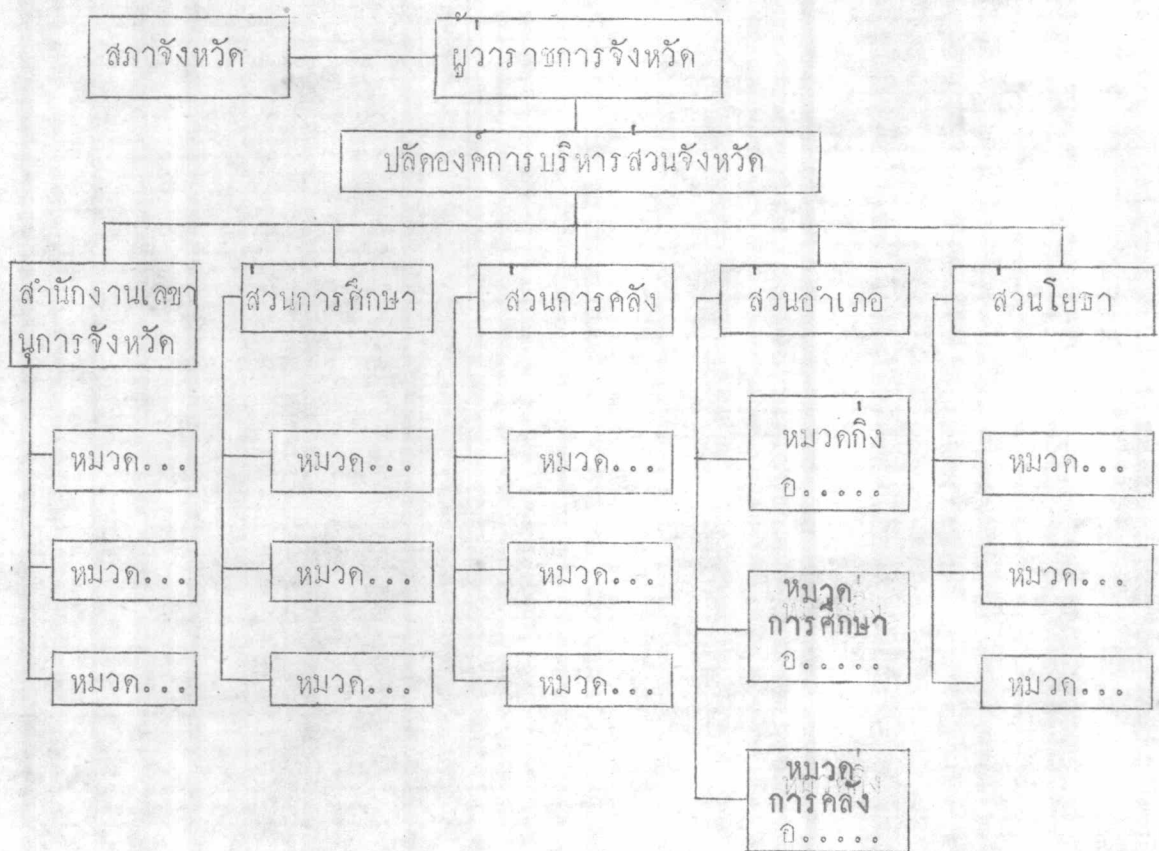 สภาจังหวัด
ผู้ว่าราชการจังหวัด
ปลัดองค์การบริหารส่วนจังหวัด
สำนักงานเลขา
นุการจังหวัด
ส่วนการศึกษา
ส่วนการคลัง
ส่วนอำเภอ
ส่วนโยธา
หมวด...
หมวด...
หมวด...
หมวดกิ่ง
อ.....
หมวด...
หมวด...
หมวด...
หมวด...
หมวด
การศึกษา
อ.....
หมวด...
หมวด...
หมวด...
หมวด...
หมวด...
หมวด
การคลัง
อ.....